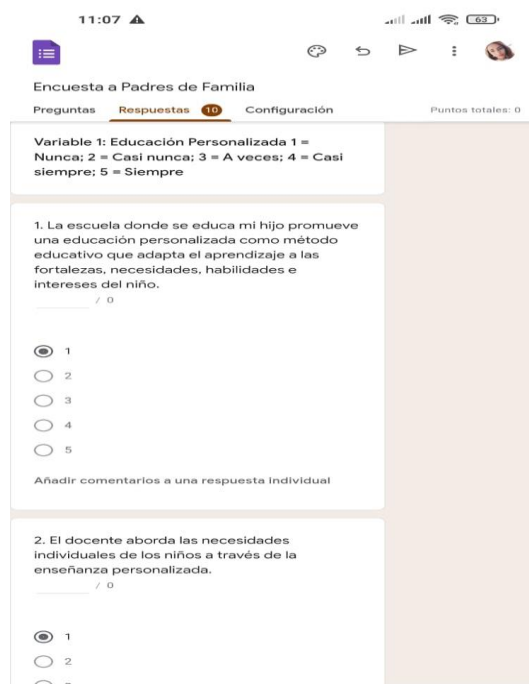 11:07
63
Encuesta a Padres de Familia
Preguntas Respuestas 10 Configuración Puntos totales: 0
Variable 1: Educación Personalizada 1 =
Nunca; 2 = Casi nunca; 3 = A veces; 4 = Casi
siempre; 5 = Siempre
1. La escuela donde se educa mi hijo promueve
una educación personalizada como método
educativo que adapta el aprendizaje a las
fortalezas, necesidades, habilidades e
intereses del niño.
/ 0
1
2
3
4
5
Añadir comentarios a una respuesta individual
2. El docente aborda las necesidades
individuales de los niños a través de la
enseñanza personalizada.
/ 0
1
2